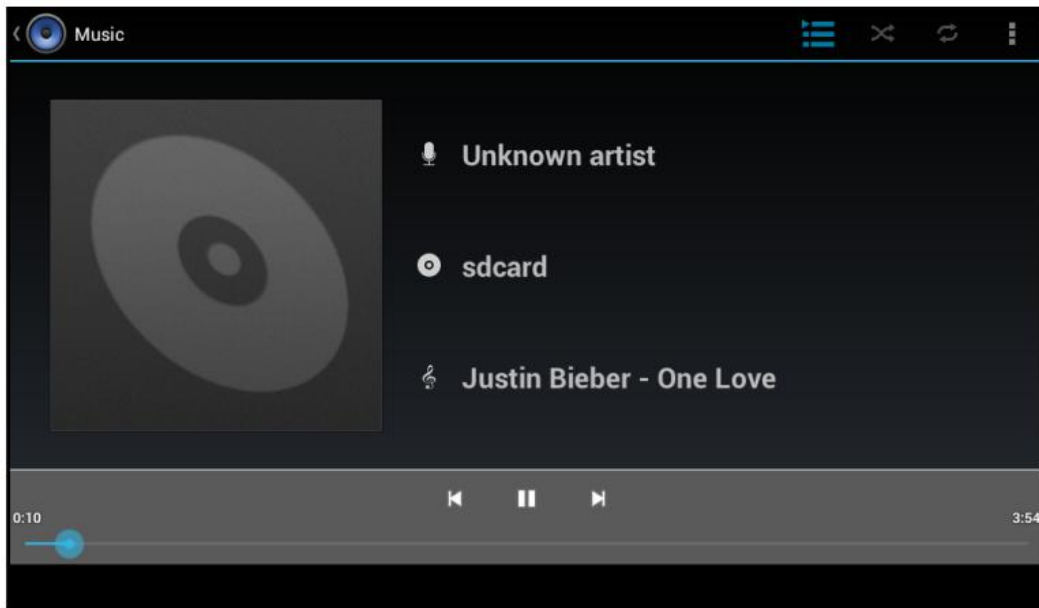 Music
Unknown artist
sdcard
Justin Bieber - One Love
0:10
3:54